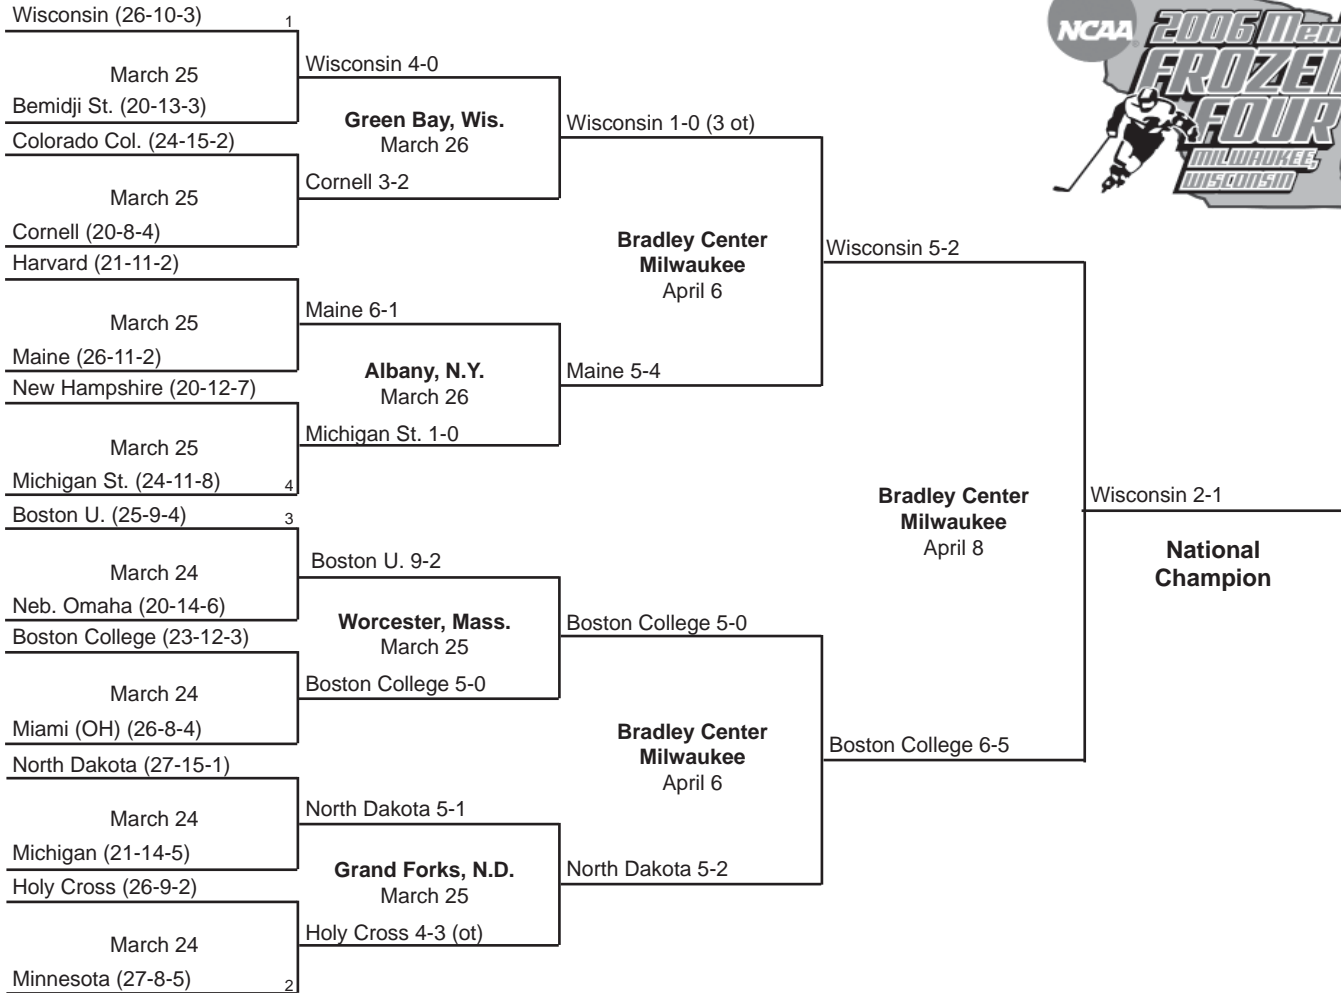 Wisconsin (26-10-3) 1
March 25
Bemidji St. (20-13-3)
Colorado Col. (24-15-2)
March 25
Cornell (20-8-4)
Harvard (21-11-2)
March 25
Maine (26-11-2)
New Hampshire (20-12-7)
March 25
Michigan St. (24-11-8) 4
Boston U. (25-9-4) 3
March 24
Neb. Omaha (20-14-6)
Boston College (23-12-3)
March 24
Miami (OH) (26-8-4)
North Dakota (27-15-1)
March 24
Michigan (21-14-5)
Holy Cross (26-9-2)
March 24
Minnesota (27-8-5) 2
Wisconsin 4-0
Green Bay, Wis.
March 26
Cornell 3-2
Maine 6-1
Albany, N.Y.
March 26
Michigan St. 1-0
Boston U. 9-2
Worcester, Mass.
March 25
Boston College 5-0
North Dakota 5-1
Grand Forks, N.D.
March 25
Holy Cross 4-3 (ot)
Wisconsin 1-0 (3 ot)
Bradley Center
Milwaukee
April 6
Maine 5-4
Boston College 5-0
Bradley Center
Milwaukee
April 6
North Dakota 5-2
Wisconsin 5-2
Bradley Center
Milwaukee
April 8
Boston College 6-5
Wisconsin 2-1
National
Champion
NCAA
2006 Men
FROZEN
FOUR
MILWAUKEE,
WISCONSIN